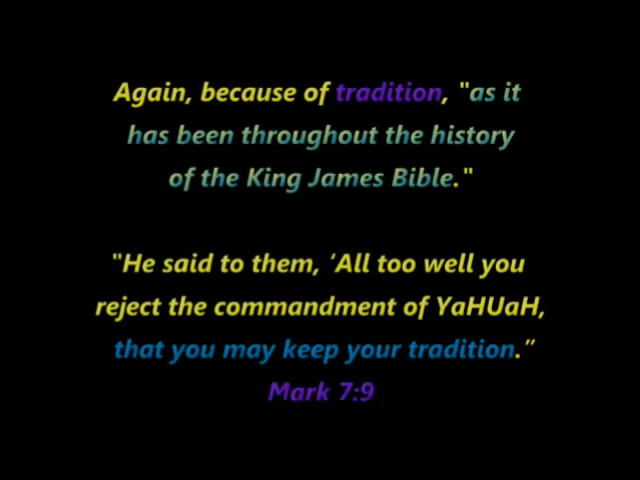 Again, because of tradition, "as it
has been throughout the history
of the King James Bible."
"He said to them, ‘All too well you
reject the commandment of YaHUaH,
that you may keep your tradition.”
Mark 7:9